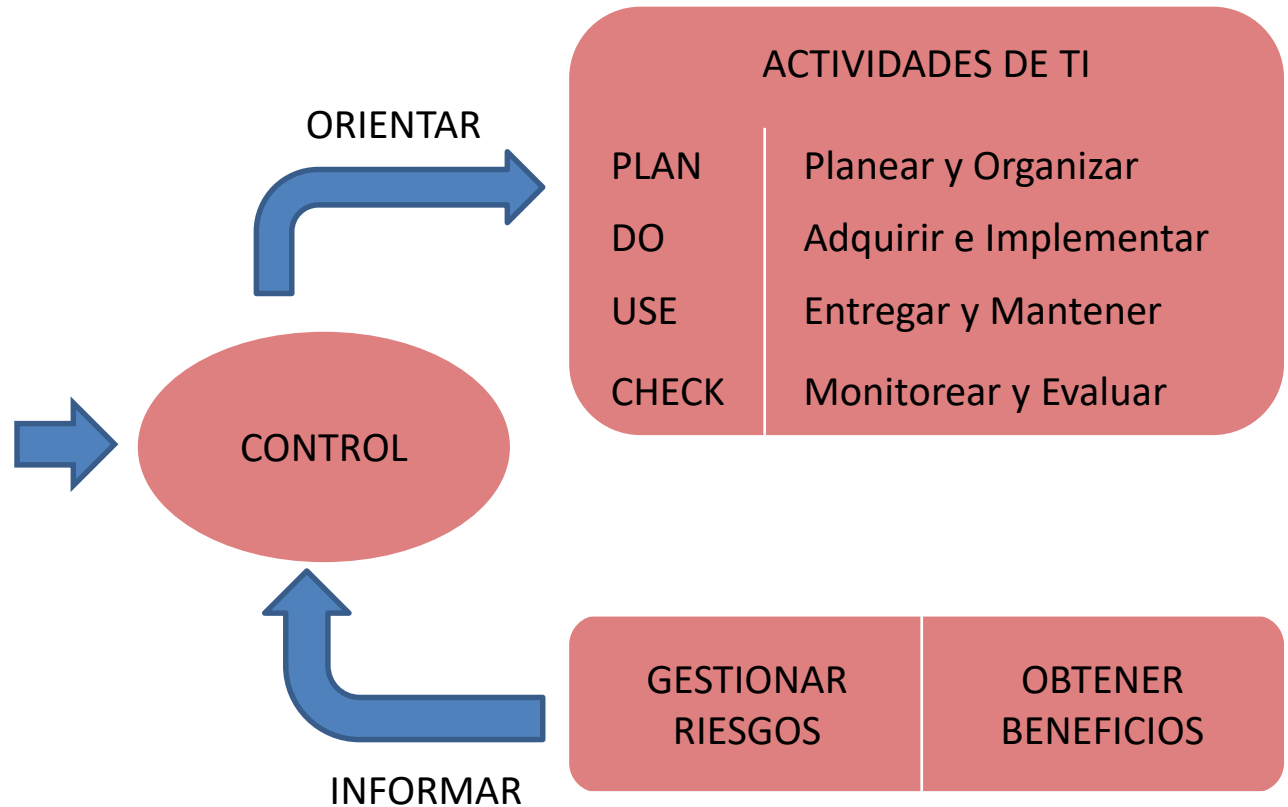 ACTIVIDADES DE TI
ORIENTAR
PLAN Planear y Organizar
DO Adquirir e Implementar
USE Entregar y Mantener
CHECK Monitorear y Evaluar
CONTROL
GESTIONAR
RIESGOS
OBTENER
BENEFICIOS
INFORMAR